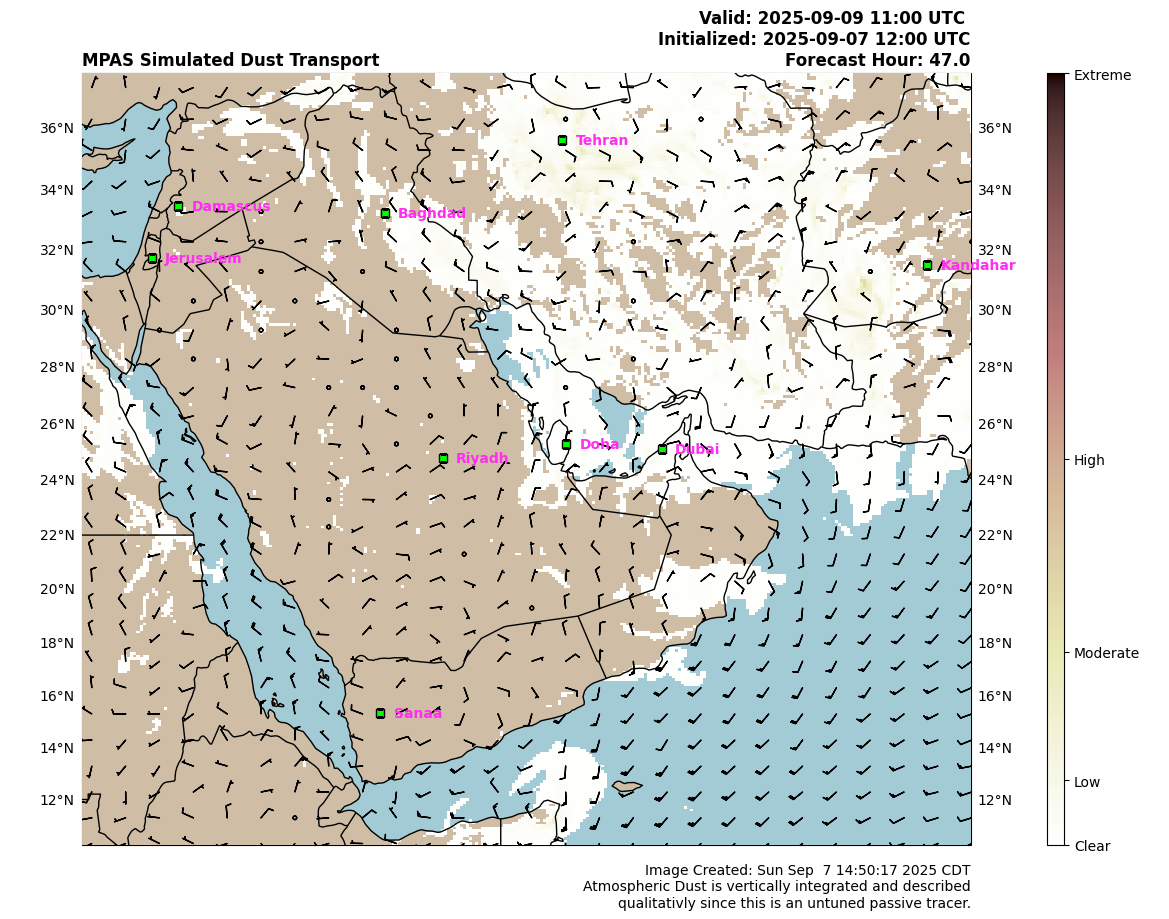 Valid: 2025-09-09 11:00 UTC
Initialized: 2025-09-07 12:00 UTC
MPAS Simulated Dust Transport
Forecast Hour: 47.0
Extreme
36°N
36°N
Tehran
34°N
34°N
Damascus
Baghdad
32°N
32°N
Jerusalem
Kandahar
30°N
30°N
28°N
28°N
26°N
26°N
Doha
Dubai
Riyadh
High
24°N
24°N
22°N
22°N
20°N
20°N
18°N
18°N
Moderate
16°N
16°N
Sanaa
14°N
14°N
Low
12°N
12°N
Clear
Image Created: Sun Sep  7 14:50:17 2025 CDT
Atmospheric Dust is vertically integrated and described
qualitativly since this is an untuned passive tracer.